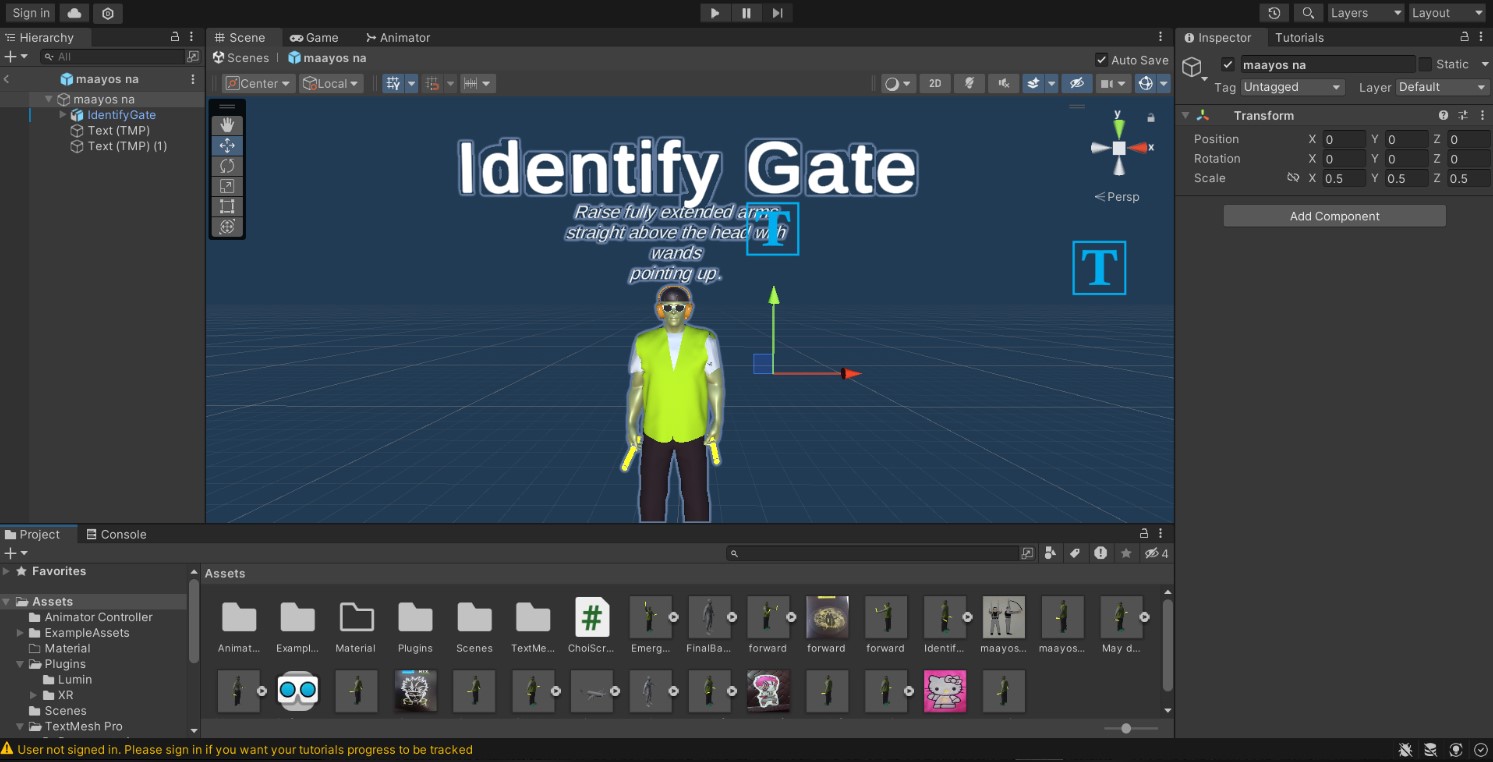 Sign in
Layers
Layout
Hierarchy
All
maayos na
maayos na
IdentifyGate
Text (TMP)
Text (TMP) (1)
Scene
Game
Animator
Scenes
maayos na
Auto Save
Center
Local
2D
y
x
Persp
Identify Gate
Raise fully extended arms
straight above the head with
wands
pointing up.
T
T
Inspector
Tutorials
maayos na
Static
Tag
Untagged
Layer
Default
Transform
Position
X 0
Y 0
Z 0
Rotation
X 0
Y 0
Z 0
Scale
X 0.5
Y 0.5
Z 0.5
Add Component
Project
Console
4
Favorites
Assets
Animator Controller
ExampleAssets
Material
Plugins
Lumin
XR
Scenes
TextMesh Pro
Assets
#
Animat...
Exampl...
Material
Plugins
Scenes
TextMe...
ChoiScr...
Emerg...
FinalBa...
forward
forward
forward
Identif...
maayos...
maayos...
May d...
User not signed in. Please sign in if you want your tutorials progress to be tracked